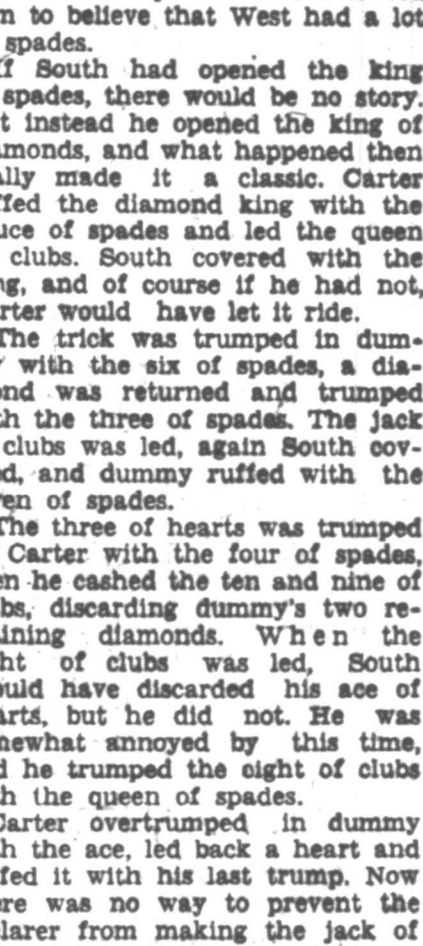 n to believe that West had a lot
spades.
If South had opened the king
spades, there would be no story.
t instead he opened the king of
amonds, and what happened then
ally made it a classic. Carter
ffed the diamond king with the
uce of spades and led the queen
clubs. South covered with the
ng, and of course if he had not,
rter would have let it ride.
The trick was trumped in dum-
y with the six of spades, a dia-
ond was returned and trumped
th the three of spades. The jack
clubs was led, again South cov-
ed, and dummy ruffed with the
ven of spades.
The three of hearts was trumped
Carter with the four of spades,
en he cashed the ten and nine of
bs, discarding dummy's two re-
ining diamonds. When the
ht of clubs was led, South
ould have discarded his ace of
arts, but he did not. He was
mewhat annoyed by this time,
d he trumped the eight of clubs
h the queen of spades.
Carter overtrumped in dummy
h the ace, led back a heart and
fed it with his last trump. Now
ere was no way to prevent the
larer from making the jack of